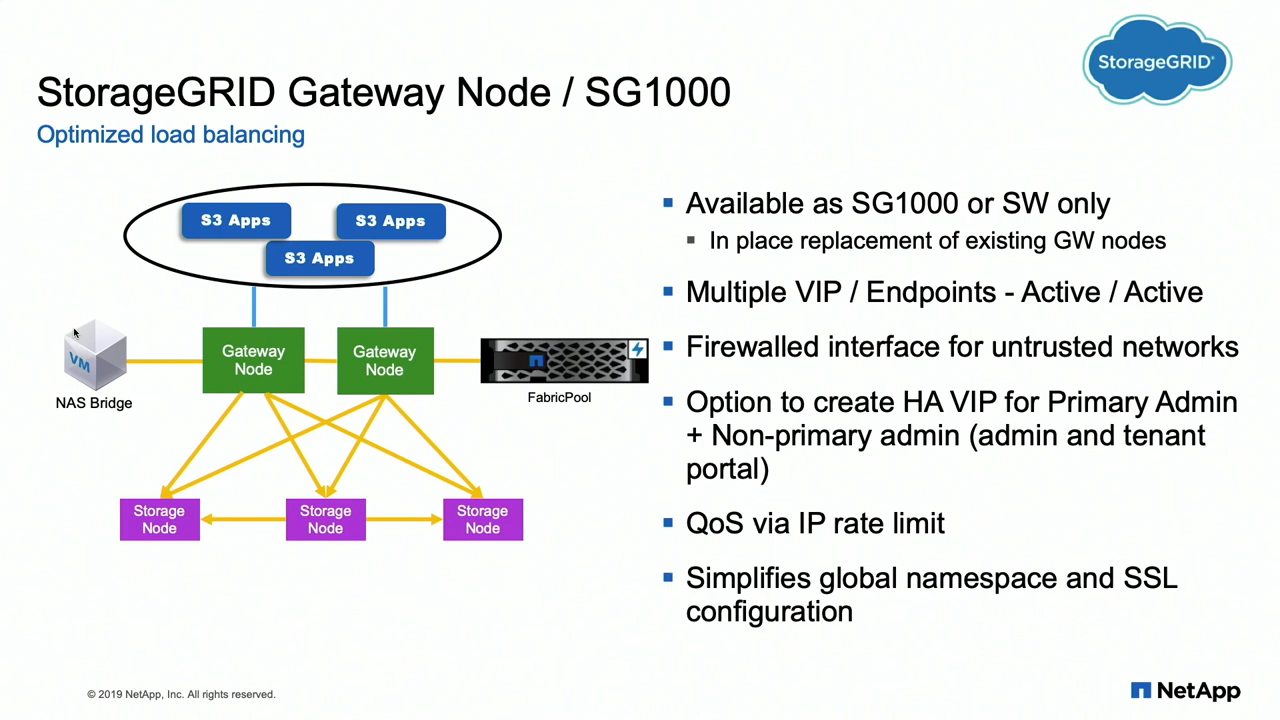 StorageGRID
StorageGRID Gateway Node / SG1000
Optimized load balancing
S3 Apps
S3 Apps
S3 Apps
VM
NAS Bridge
Gateway
Node
Gateway
Node
FabricPool
Storage
Node
Storage
Node
Storage
Node
Available as SG1000 or SW only
In place replacement of existing GW nodes
Multiple VIP / Endpoints - Active / Active
Firewalled interface for untrusted networks
Option to create HA VIP for Primary Admin
+ Non-primary admin (admin and tenant
portal)
QoS via IP rate limit
Simplifies global namespace and SSL
configuration
© 2019 NetApp, Inc. All rights reserved.
NetApp